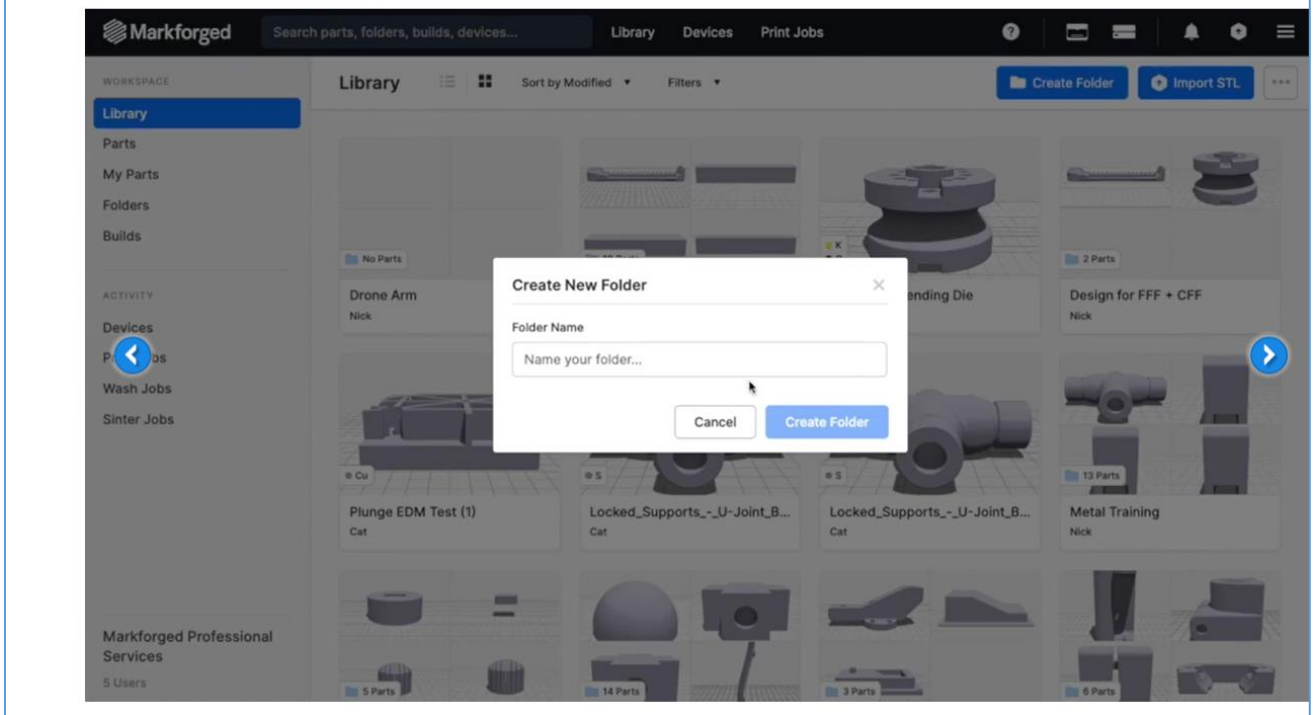 Markforged
Search parts, folders, builds, devices...
Library Devices Print Jobs
WORKSPACE
Library
Parts
My Parts
Folders
Builds
ACTIVITY
Devices
Wash Jobs
Sinter Jobs
Markforged Professional
Services
5 Users
Library Sort by Modified Filters
Create Folder
Import STL
No Parts
Drone Arm
Nick
K
ending Die
2 Parts
Design for FFF + CFF
Nick
Create New Folder
Folder Name
Name your folder...
Cancel Create Folder
Cu
Plunge EDM Test (1)
Cat
S
Locked_Supports_-_U-Joint_B...
Cat
S
Locked_Supports_-_U-Joint_B...
Cat
13 Parts
Metal Training
Nick
5 Parts
14 Parts
3 Parts
6 Parts